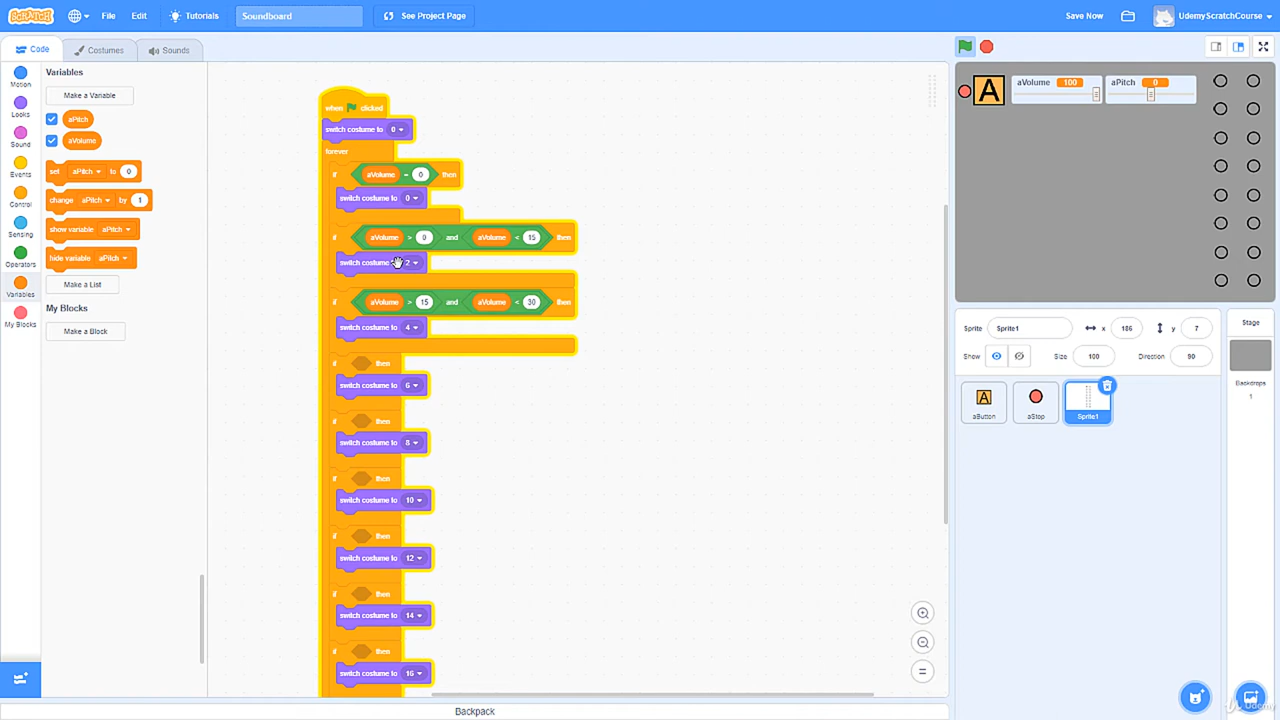 SCRATCH File Edit Tutorials Soundboard See Project Page Save Now UdemyScratchCourse
Code Costumes Sounds
Motion
Looks
Sound
Events
Control
Sensing
Operators
Variables
My Blocks
Variables
Make a Variable
aPitch
aVolume
set aPitch to 0
change aPitch by 1
show variable aPitch
hide variable aPitch
Make a List
My Blocks
Make a Block
when clicked
switch costume to 0
forever
if aVolume = 0 then
switch costume to 0
if aVolume > 0 and aVolume < 15 then
switch costume 2
if aVolume > 15 and aVolume < 30 then
switch costume to 4
if then
switch costume to 6
if then
switch costume to 8
if then
switch costume to 10
if then
switch costume to 12
if then
switch costume to 14
if then
switch costume to 16
Backpack
A aVolume 100 aPitch 0
Sprite Sprite1 x 186 y 7
Show Size 100 Direction 90
A
aButton
aStop
Sprite1
Stage
Backdrops
1
Udemy